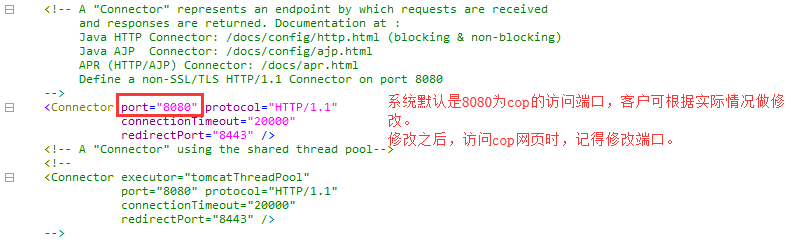 <!-- A "Connector" represents an endpoint by which requests are received
and responses are returned. Documentation at :
Java HTTP Connector: /docs/config/http.html (blocking & non-blocking)
Java AJP  Connector: /docs/config/ajp.html
APR (HTTP/AJP) Connector: /docs/apr.html
Define a non-SSL/TLS HTTP/1.1 Connector on port 8080
-->
<Connector port="8080" protocol="HTTP/1.1"
connectionTimeout="20000"
redirectPort="8443" />
系统默认是8080为cop的访问端口，客户可根据实际情况做修
改。
修改之后，访问cop网页时，记得修改端口。
<!-- A "Connector" using the shared thread pool-->
<!--
<Connector executor="tomcatThreadPool"
port="8080" protocol="HTTP/1.1"
connectionTimeout="20000"
redirectPort="8443" />
-->